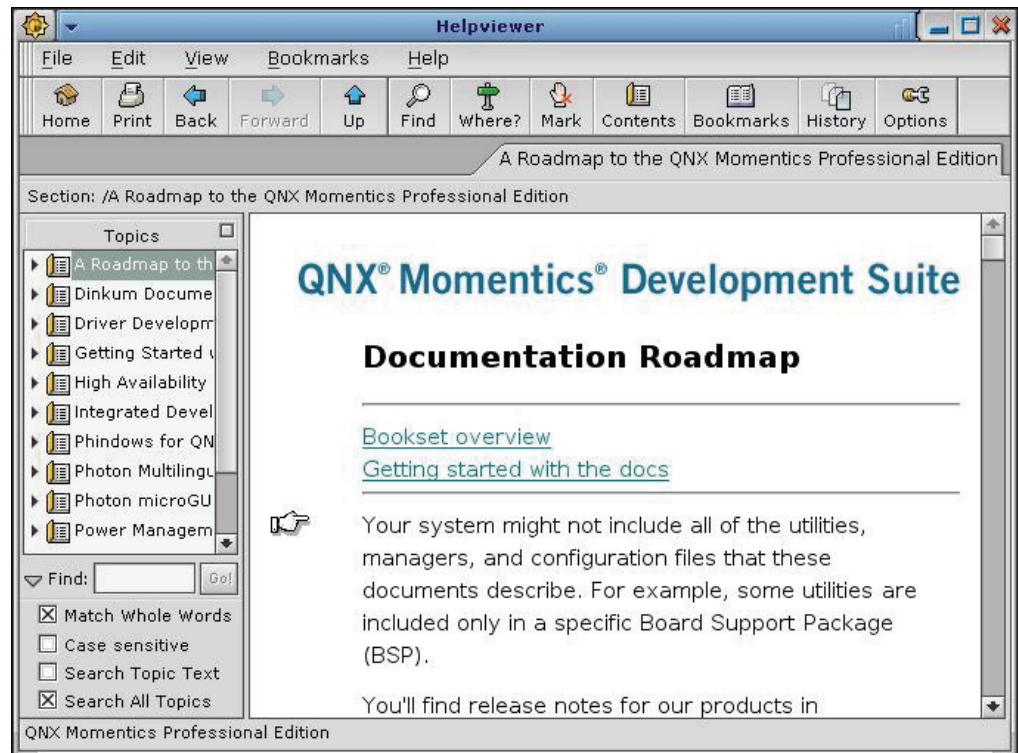 Helpviewer
File Edit View Bookmarks Help
Home Print Back Forward Up Find Where? Mark Contents Bookmarks History Options
A Roadmap to the QNX Momentics Professional Edition
Section: /A Roadmap to the QNX Momentics Professional Edition
Topics
A Roadmap to th
Dinkum Docume
Driver Developm
Getting Started
High Availability
Integrated Devel
Phindows for QN
Photon Multilingu
Photon microGU
Power Managem
Find: Go!
Match Whole Words
Case sensitive
Search Topic Text
Search All Topics
QNX® Momentics® Development Suite
Documentation Roadmap
Bookset overview
Getting started with the docs
Your system might not include all of the utilities,
managers, and configuration files that these
documents describe. For example, some utilities are
included only in a specific Board Support Package
(BSP).
You'll find release notes for our products in
QNX Momentics Professional Edition